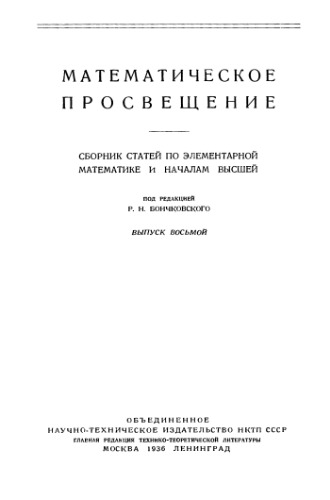 МАТЕМАТИЧЕСКОЕ
ПРОСВЕЩЕНИЕ
СБОРНИК СТАТЕЙ ПО ЭЛЕМЕНТАРНОЙ
МАТЕМАТИКЕ И НАЧАЛАМ ВЫСШЕЙ
ПОД РЕДАКЦИЕЙ
Р. Н. БОНЧКОВСКОГО
ВЫПУСК ВОСЬМОЙ
ОБЪЕДИНЕННОЕ
НАУЧНО-ТЕХНИЧЕСКОЕ ИЗДАТЕЛЬСТВО НКТП СССР
ГЛАВНАЯ РЕДАКЦИЯ ТЕХНИКО-ТЕОРЕТИЧЕСКОЙ ЛИТЕРАТУРЫ
МОСКВА 1936 ЛЕНИНГРАД